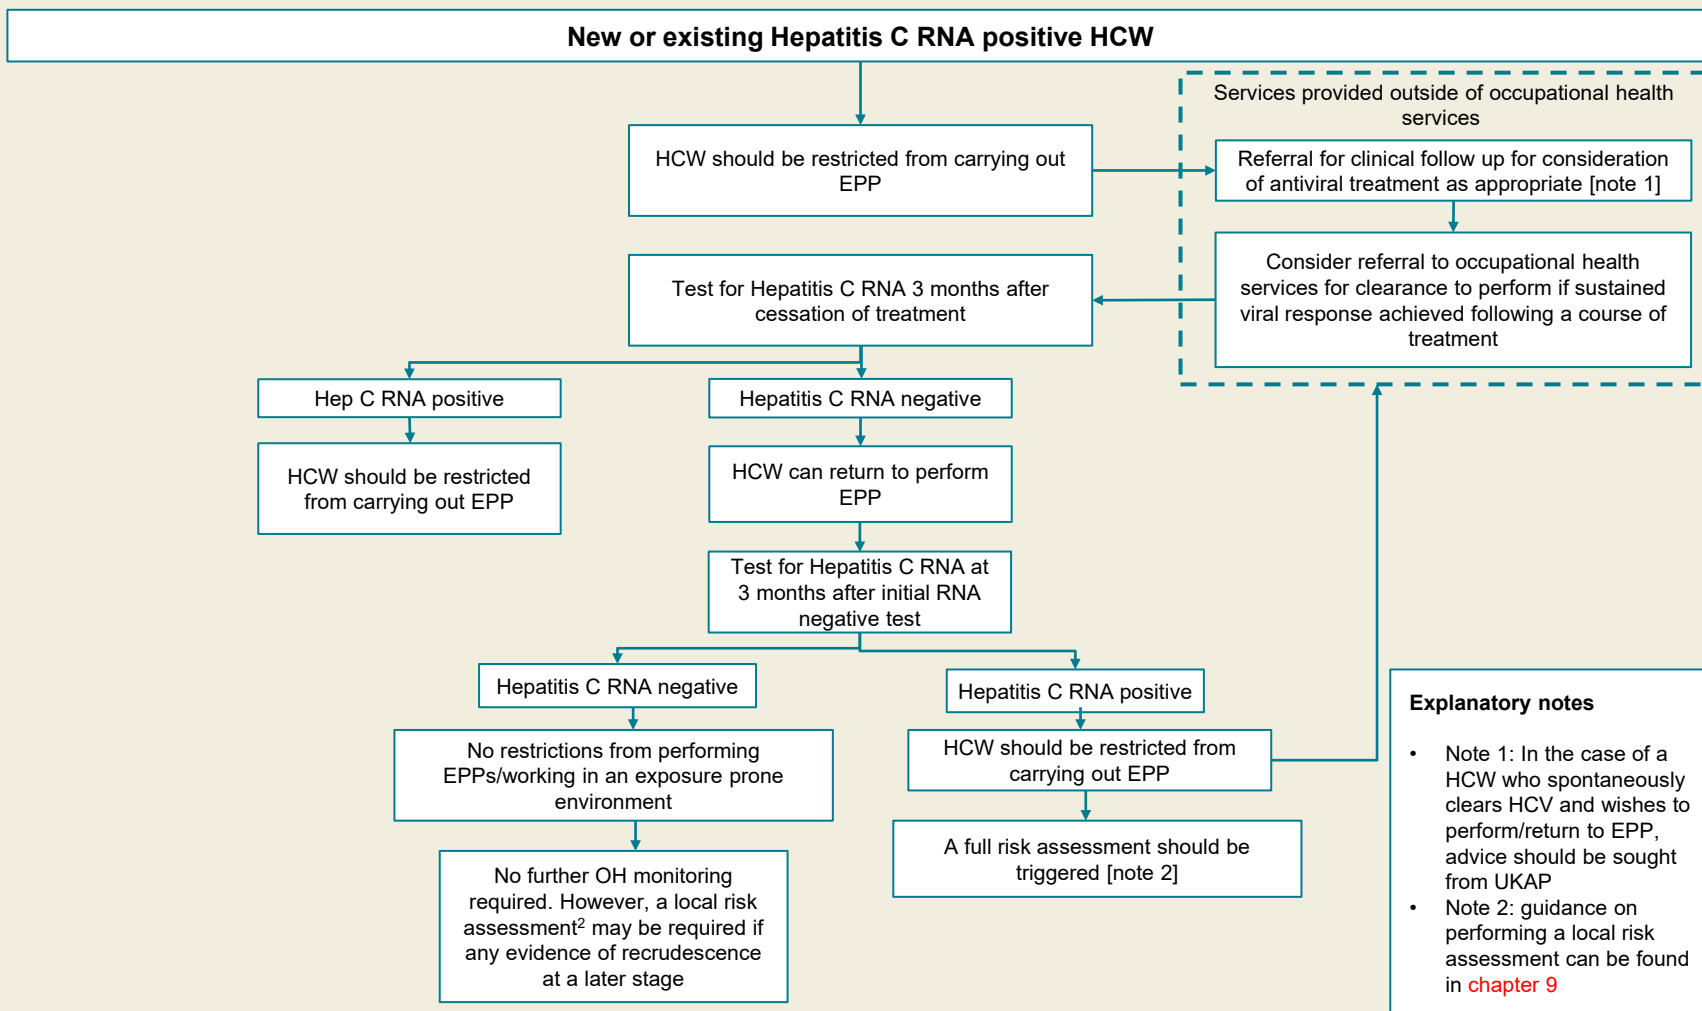 New or existing Hepatitis C RNA positive HCW
Services provided outside of occupational health
services
HCW should be restricted from carrying out
EPP
Referral for clinical follow up for consideration
of antiviral treatment as appropriate [note 1]
Consider referral to occupational health
services for clearance to perform if sustained
viral response achieved following a course of
treatment
Test for Hepatitis C RNA 3 months after
cessation of treatment
Hep C RNA positive
Hepatitis C RNA negative
HCW should be restricted
from carrying out EPP
HCW can return to perform
EPP
Test for Hepatitis C RNA at
3 months after initial RNA
negative test
Hepatitis C RNA negative
Hepatitis C RNA positive
No restrictions from performing
EPPs/working in an exposure prone
environment
HCW should be restricted from
carrying out EPP
No further OH monitoring
required. However, a local risk
assessment² may be required if
any evidence of recrudescence
at a later stage
A full risk assessment should be
triggered [note 2]
Explanatory notes
• Note 1: In the case of a
HCW who spontaneously
clears HCV and wishes to
perform/return to EPP,
advice should be sought
from UKAP
• Note 2: guidance on
performing a local risk
assessment can be found
in chapter 9